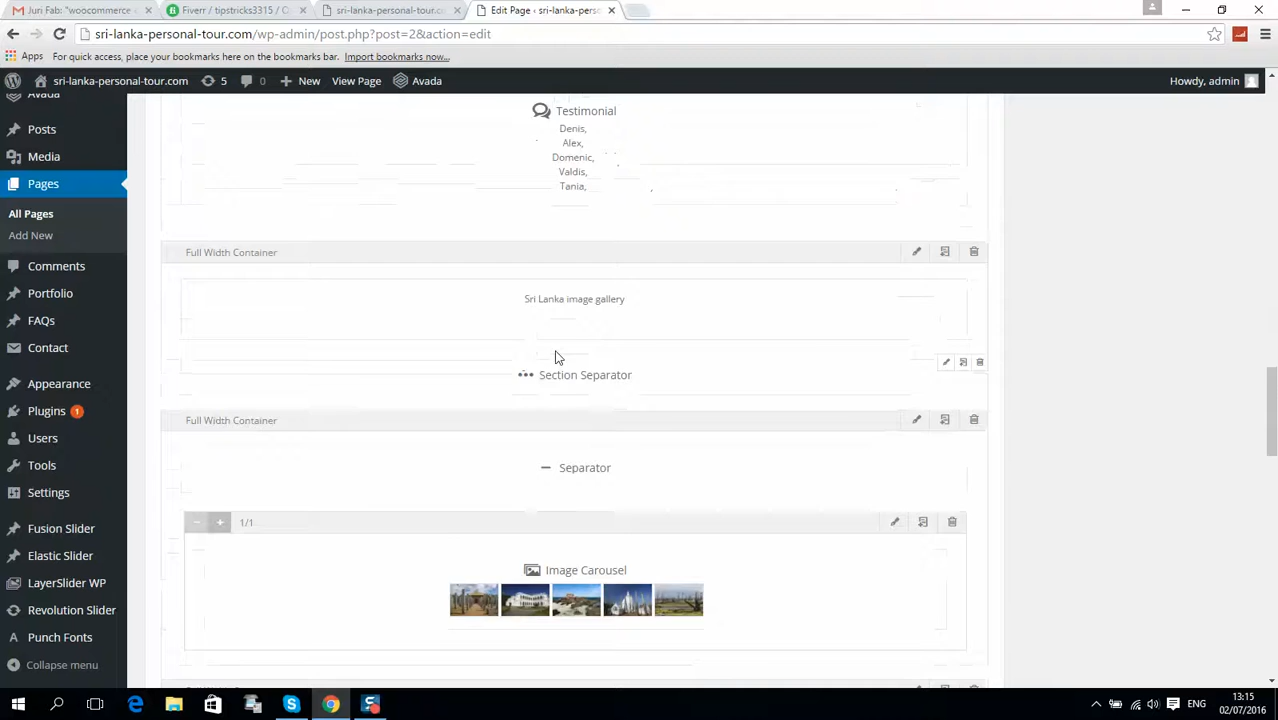 Juri Fab: "woocommerce
Fiverr / tipstricks3315 / C
sri-lanka-personal-tour.co
Edit Page ‹ sri-lanka-perso
sri-lanka-personal-tour.com/wp-admin/post.php?post=2&action=edit
Apps
For quick access, place your bookmarks here on the bookmarks bar. Import bookmarks now...
sri-lanka-personal-tour.com
5
0
New
View Page
Avada
Howdy, admin
Avada
Posts
Media
Pages
All Pages
Add New
Comments
Portfolio
FAQs
Contact
Appearance
Plugins 1
Users
Tools
Settings
Fusion Slider
Elastic Slider
LayerSlider WP
Revolution Slider
Punch Fonts
Collapse menu
Testimonial
Denis,
Alex,
Domenic,
Valdis,
Tania,
Full Width Container
Sri Lanka image gallery
Section Separator
Full Width Container
Separator
1/1
Image Carousel
ENG
13:15
02/07/2016